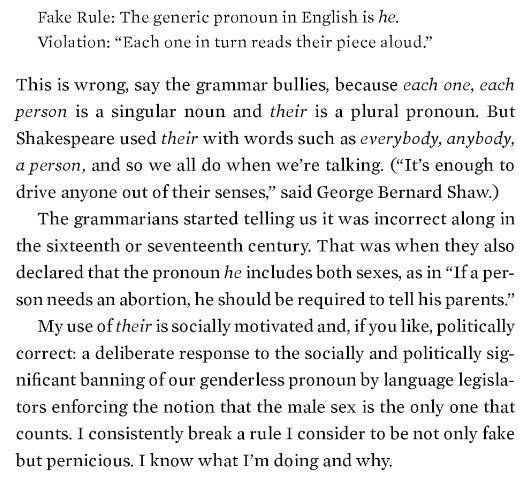 Fake Rule: The generic pronoun in English is he.
Violation: “Each one in turn reads their piece aloud.”
This is wrong, say the grammar bullies, because each one, each
person is a singular noun and their is a plural pronoun. But
Shakespeare used their with words such as everybody, anybody,
a person, and so we all do when we’re talking. (“It’s enough to
drive anyone out of their senses,” said George Bernard Shaw.)
The grammarians started telling us it was incorrect along in
the sixteenth or seventeenth century. That was when they also
declared that the pronoun he includes both sexes, as in “If a per-
son needs an abortion, he should be required to tell his parents.”
My use of their is socially motivated and, if you like, politically
correct: a deliberate response to the socially and politically sig-
nificant banning of our genderless pronoun by language legisla-
tors enforcing the notion that the male sex is the only one that
counts. I consistently break a rule I consider to be not only fake
but pernicious. I know what I’m doing and why.